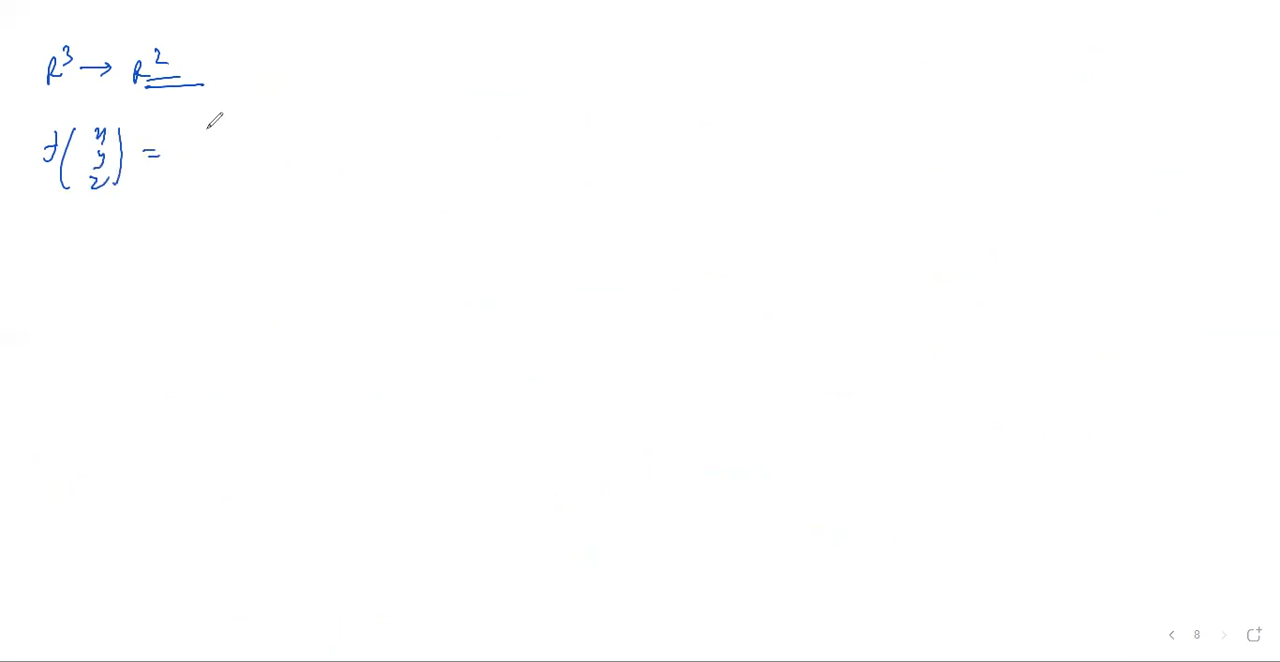 R³ → R²
f( x y z ) =
8